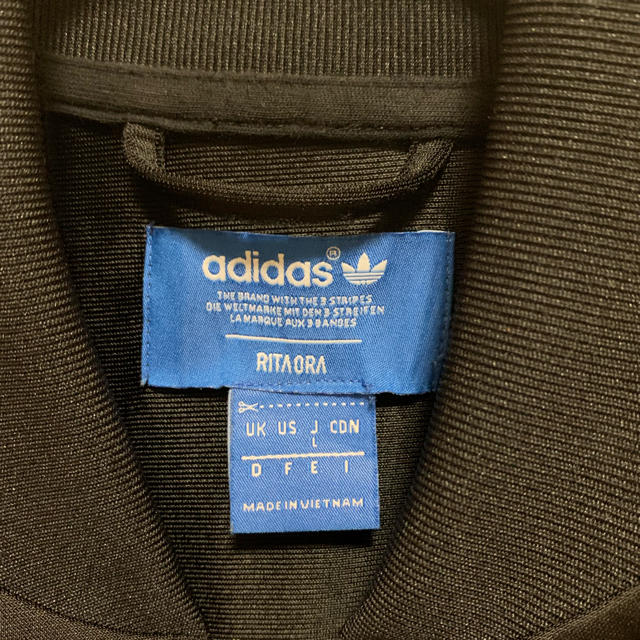 adidas®
THE BRAND WITH THE 3 STRIPES
DIE WELTMARKE MIT DEN 3 STREIFEN
LA MARQUE AUX 3 BANDES
RITA ORA
UK US J CDN
L
D F E I
MADE IN VIETNAM